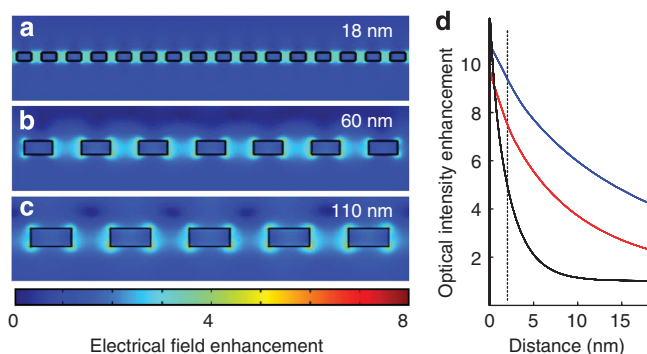 a
18 nm
b
60 nm
c
110 nm
0
4
8
Electrical field enhancement
d
Optical intensity enhancement
10
8
6
4
2
0
5
10
15
Distance (nm)